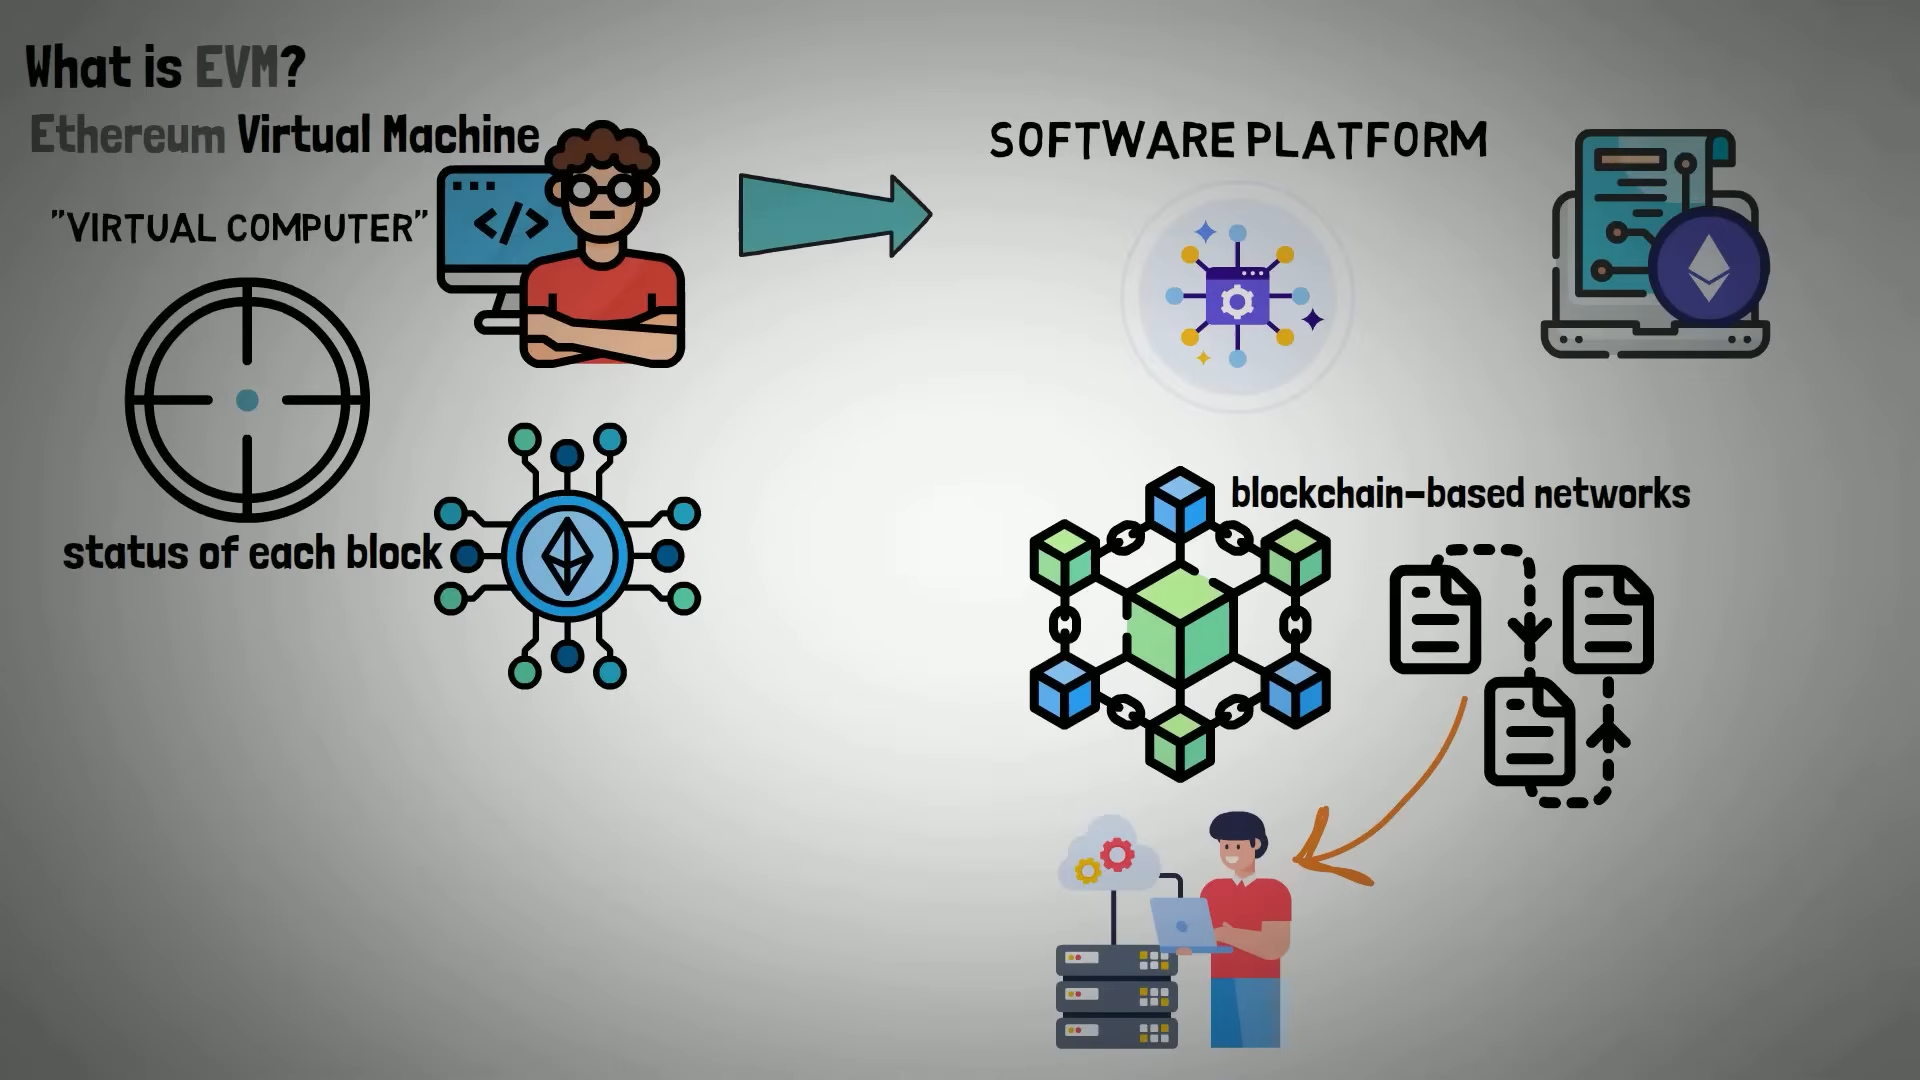 What is EVM?
Ethereum Virtual Machine
"VIRTUAL COMPUTER"
status of each block
SOFTWARE PLATFORM
blockchain-based networks